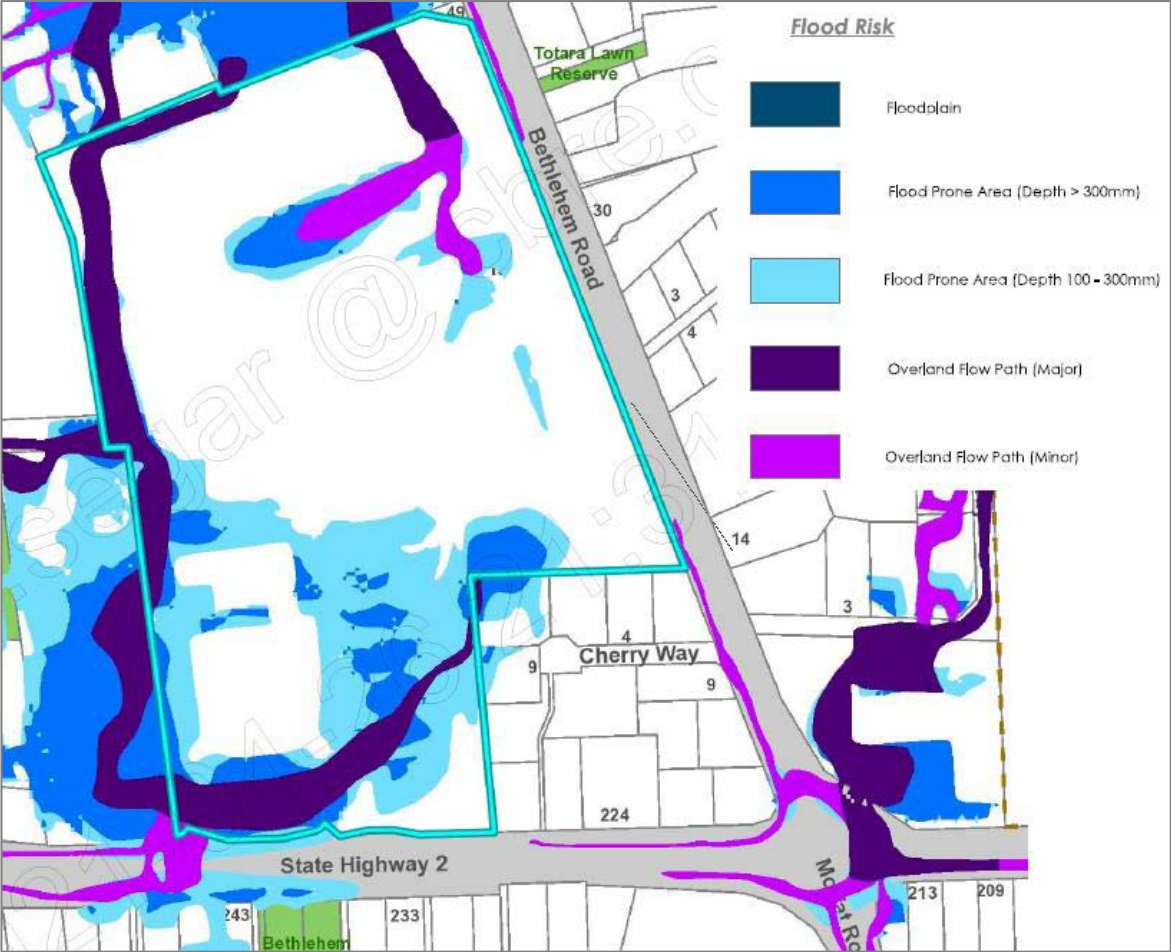 Flood Risk
Floodplain
Flood Prone Area (Depth > 300mm)
Flood Prone Area (Depth 100 - 300mm)
Overland Flow Path (Major)
Overland Flow Path (Minor)
49
Totara Lawn
Reserve
Bethlehem Road
30
3
4
14
3
4
Cherry Way
9
9
224
State Highway 2
243
233
213
209
Bethlehem